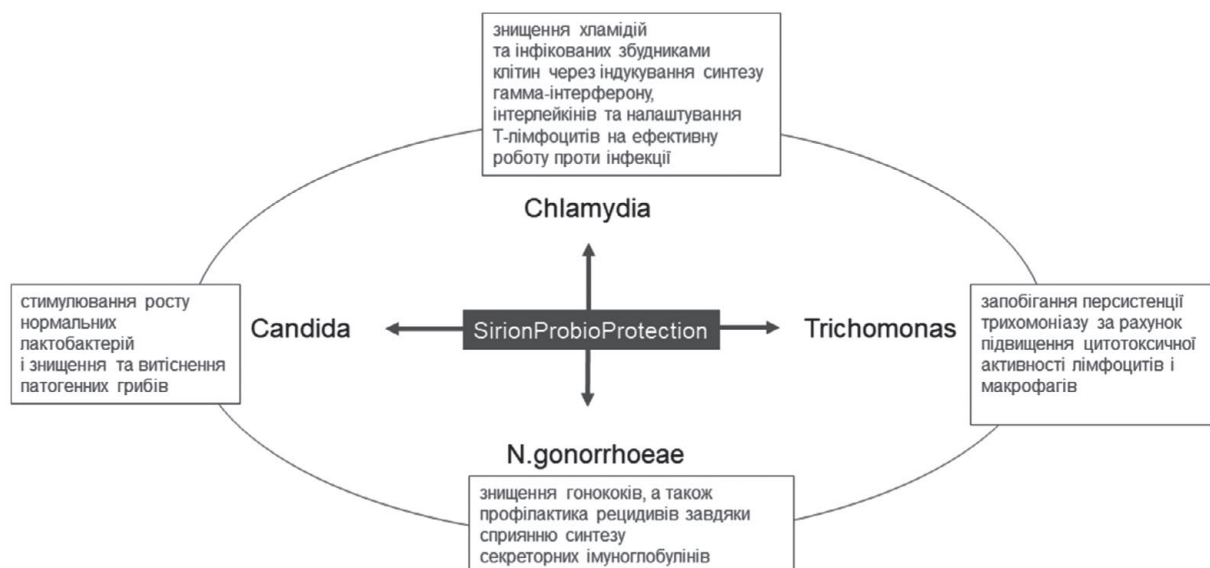 знищення хламідій
та інфікованих збудниками
клітин через індукування синтезу
гамма-інтерферону,
інтерлейкінів та налаштування
Т-лімфоцитів на ефективну
роботу проти інфекції
Chlamydia
стимулювання росту
нормальних
лактобактерій
і знищення та витіснення
патогенних грибів
Candida
SirionProbioProtection
Trichomonas
запобігання персистенції
трихомоніазу за рахунок
підвищення цитотоксичної
активності лімфоцитів і
макрофагів
N.gonorrhoeae
знищення гонококів, а також
профілактика рецидивів завдяки
сприянню синтезу
секреторних імуноглобулінів